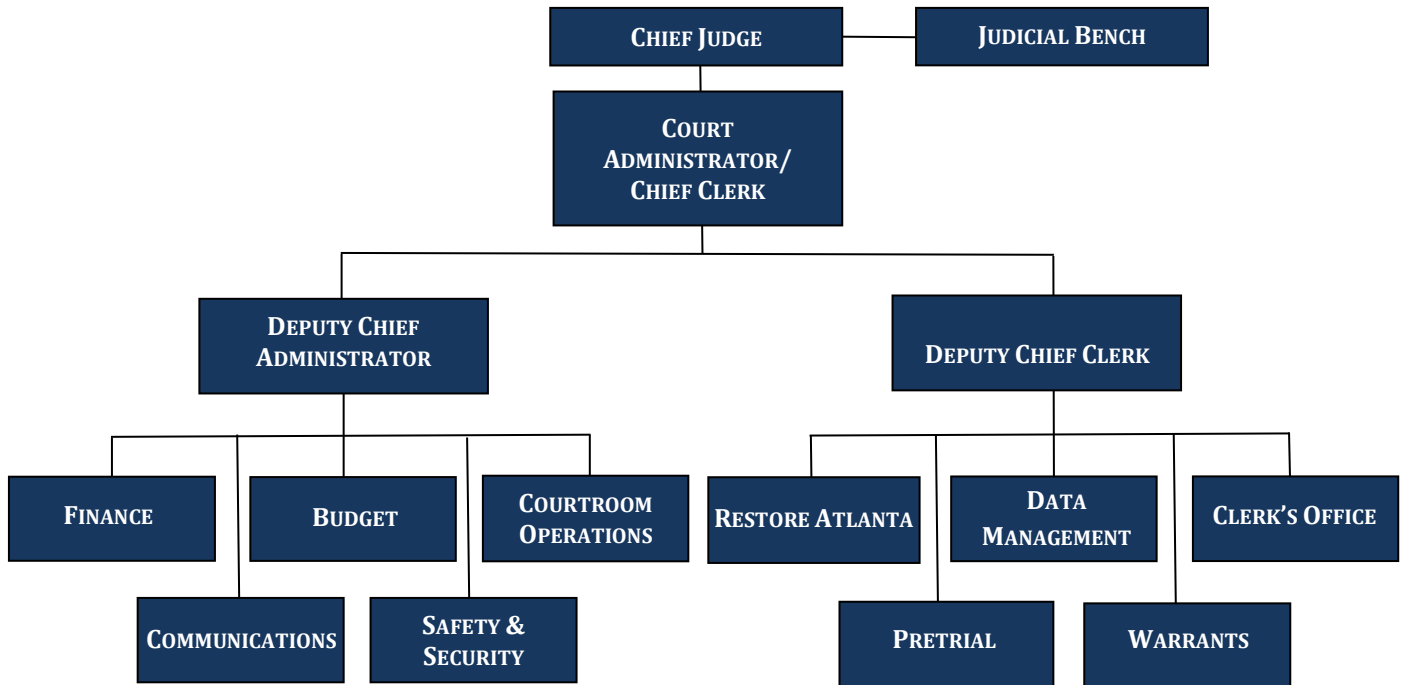 CHIEF JUDGE
JUDICIAL BENCH
COURT
ADMINISTRATOR/
CHIEF CLERK
DEPUTY CHIEF
ADMINISTRATOR
DEPUTY CHIEF CLERK
FINANCE
BUDGET
COURTROOM
OPERATIONS
RESTORE ATLANTA
DATA
MANAGEMENT
CLERK'S OFFICE
COMMUNICATIONS
SAFETY &
SECURITY
PRETRIAL
WARRANTS